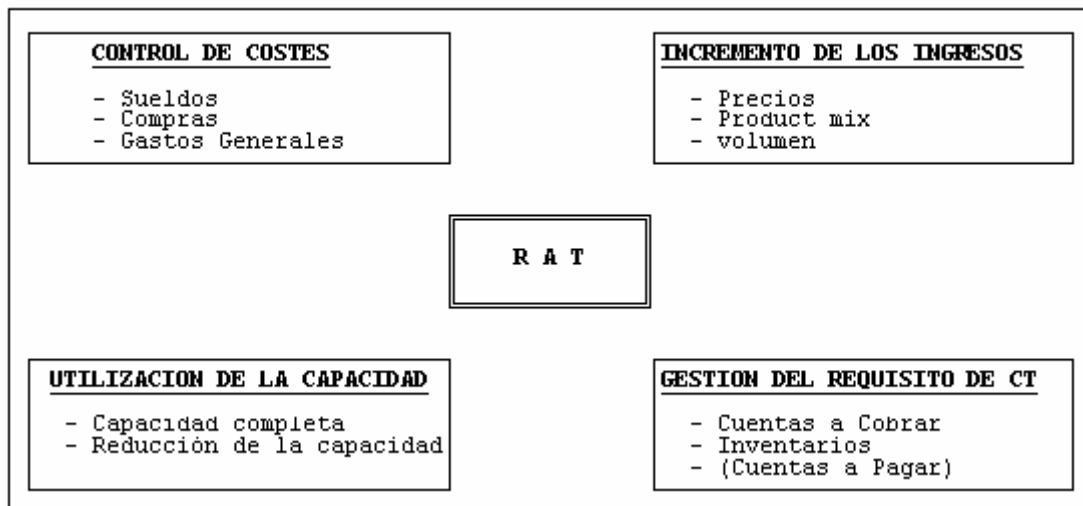 CONTROL DE COSTES
- Sueldos
- Compras
- Gastos Generales
INCREMENTO DE LOS INGRESOS
- Precios
- Product mix
- volumen
R A T
UTILIZACION DE LA CAPACIDAD
- Capacidad completa
- Reducción de la capacidad
GESTION DEL REQUISITO DE CT
- Cuentas a Cobrar
- Inventarios
- (Cuentas a Pagar)